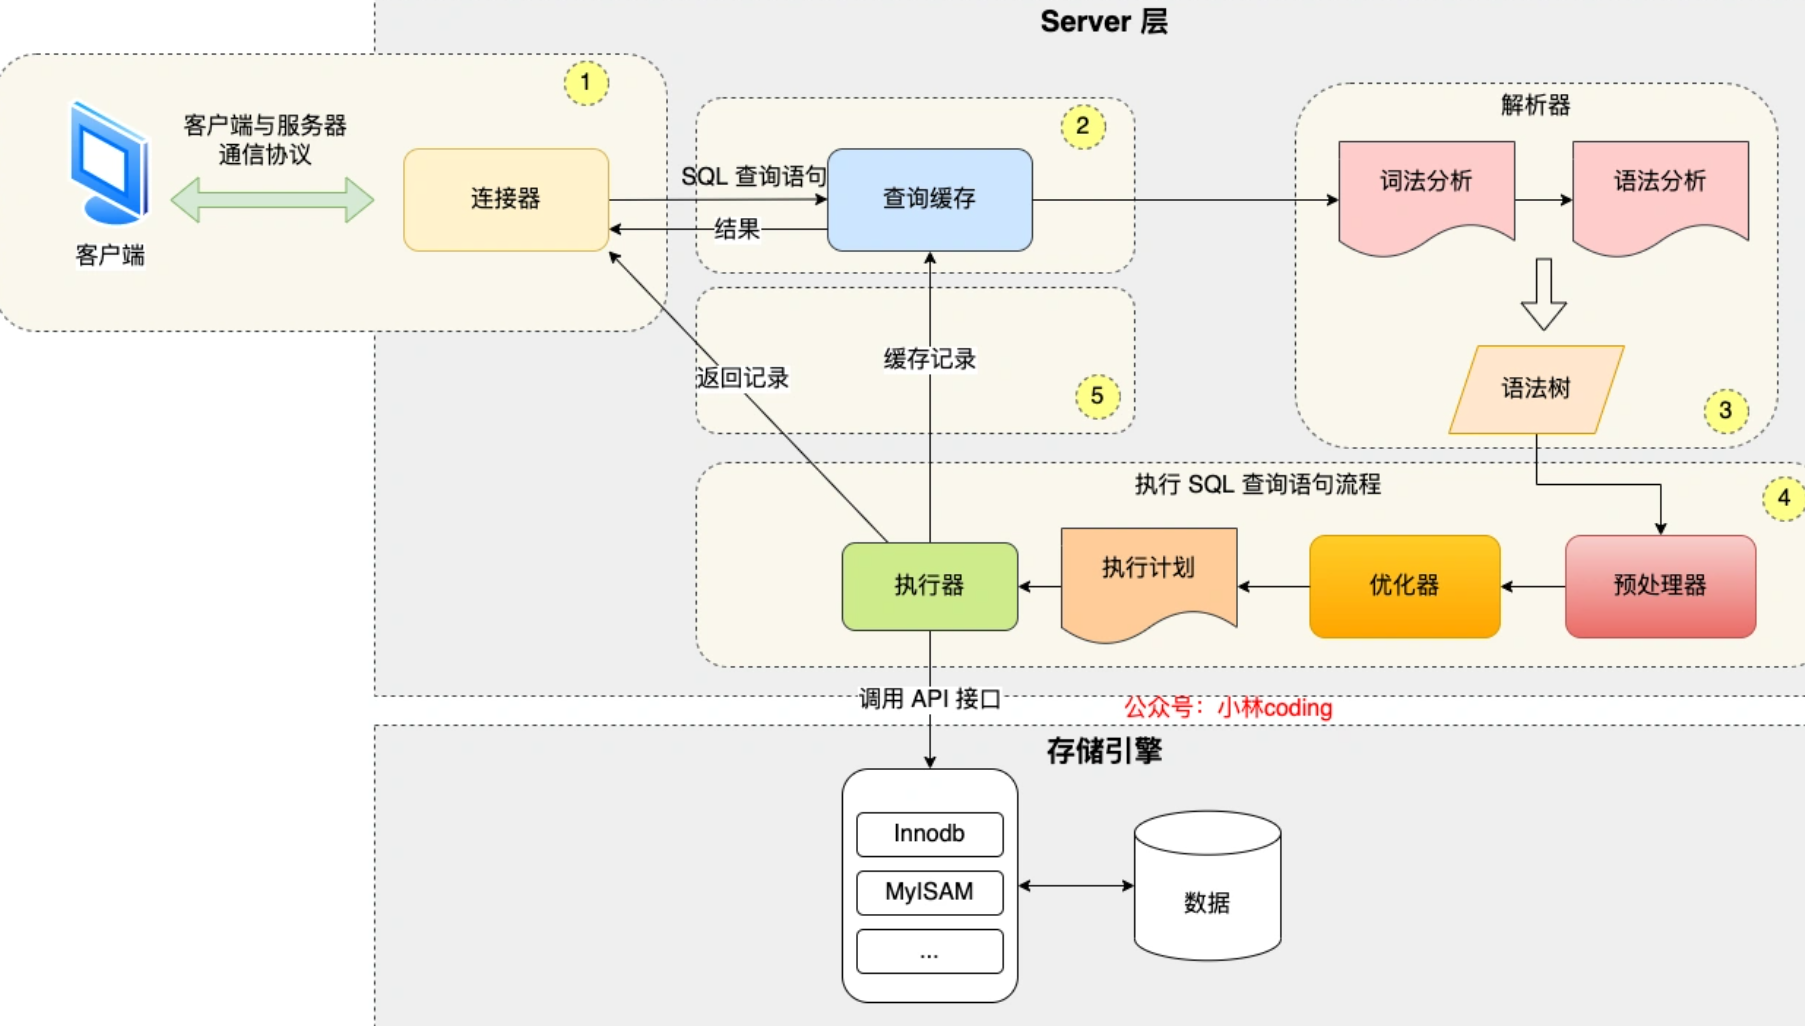 Server 层
1
客户端与服务器
通信协议
客户端
连接器
SQL 查询语句
结果
2
查询缓存
解析器
词法分析
语法分析
语法树
3
返回记录
缓存记录
5
执行 SQL 查询语句流程
4
执行器
执行计划
优化器
预处理器
调用 API 接口
公众号：小林coding
存储引擎
Innodb
MyISAM
...
数据